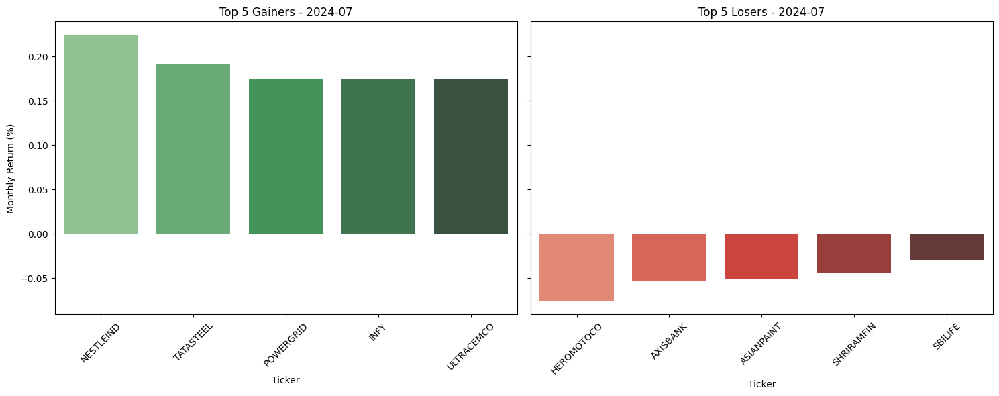 Top 5 Gainers - 2024-07
Monthly Return (%)
0.20
0.15
0.10
0.05
0.00
−0.05
NESTLEIND
TATASTEEL
POWERGRID
INFY
ULTRACEMCO
Ticker
Top 5 Losers - 2024-07
HEROMOTOCO
AXISBANK
ASIANPAINT
SHRIRAMFIN
SBILIFE
Ticker